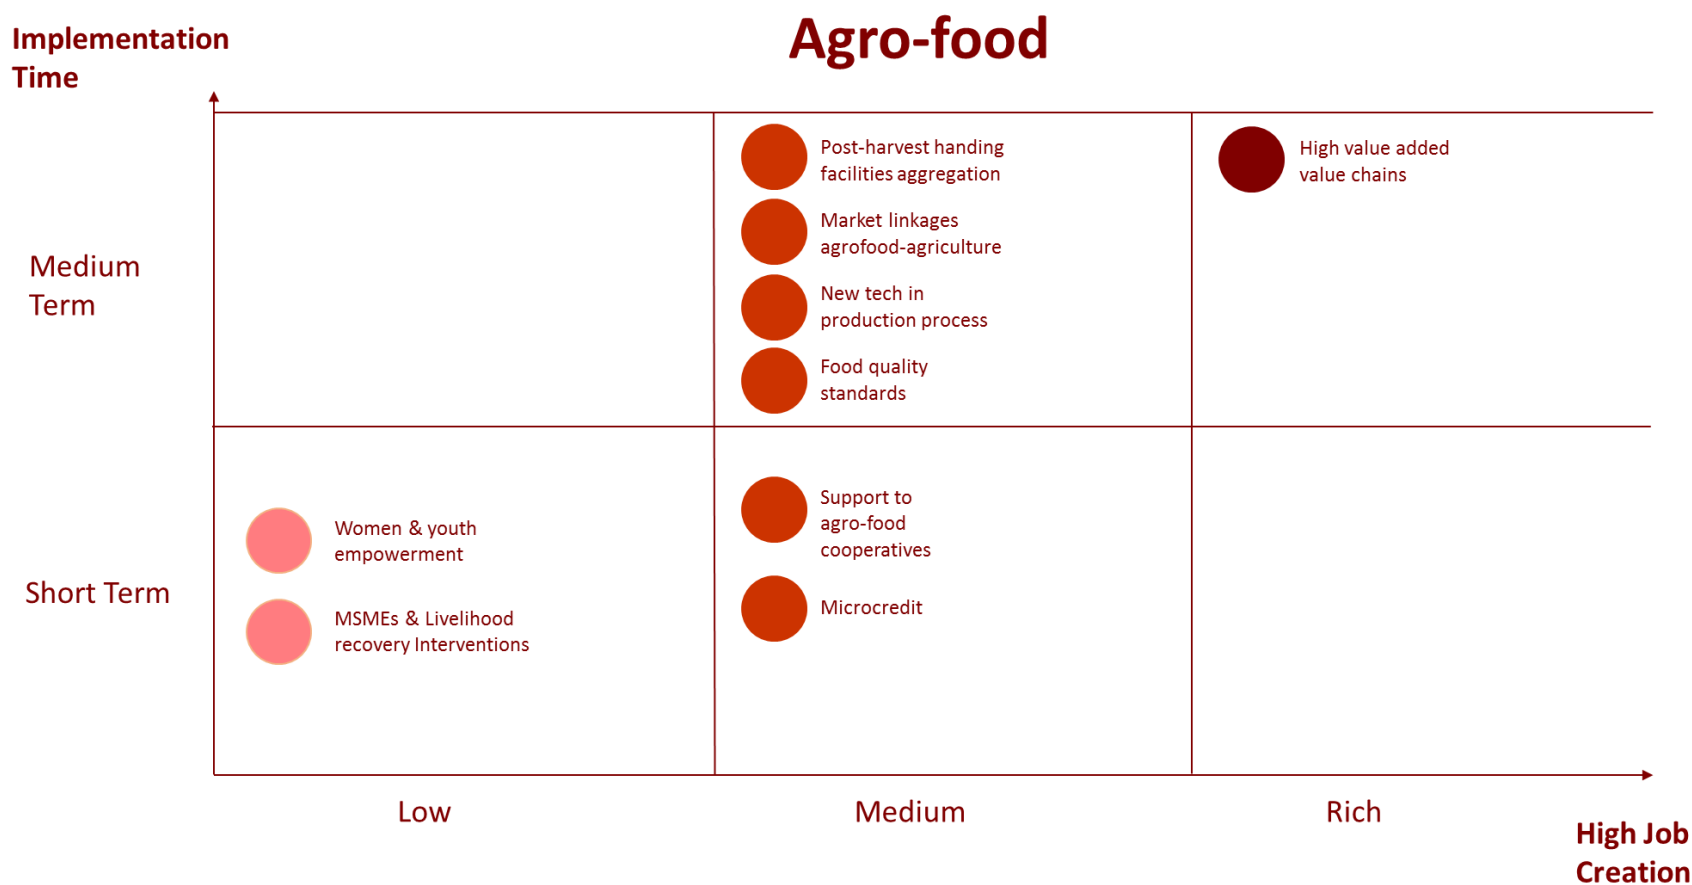 Agro-food
Implementation
Time
Medium
Term
Post-harvest handing
facilities aggregation
Market linkages
agrofood-agriculture
New tech in
production process
Food quality
standards
High value added
value chains
Short Term
Women & youth
empowerment
MSMEs & Livelihood
recovery Interventions
Support to
agro-food
cooperatives
Microcredit
Low
Medium
Rich
High Job
Creation